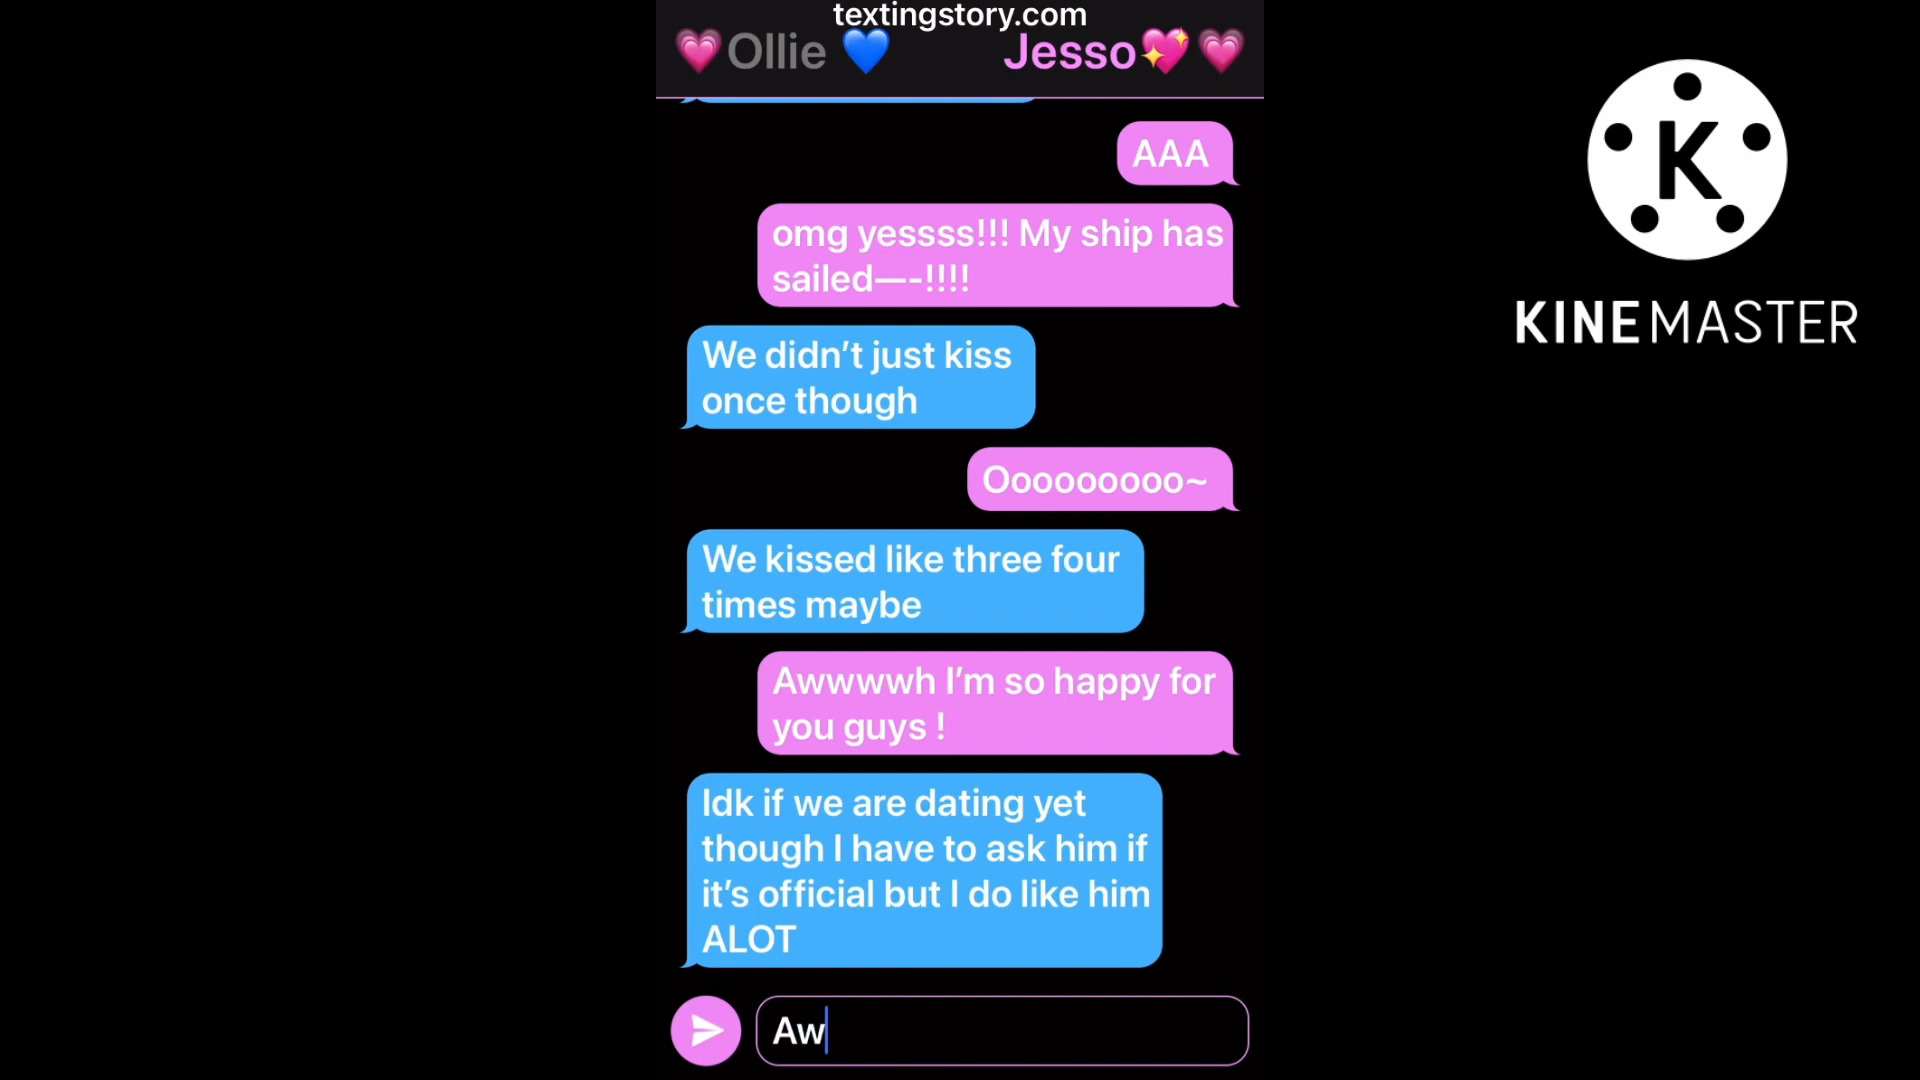 textingstory.com
💗Ollie 💙 Jesso💖💗
AAA
omg yessss!!! My ship has
sailed—-!!!!
We didn’t just kiss
once though
Ooooooooo~
We kissed like three four
times maybe
Awwwwh I’m so happy for
you guys !
Idk if we are dating yet
though I have to ask him if
it’s official but I do like him
ALOT
Aw
K
KINEMASTER